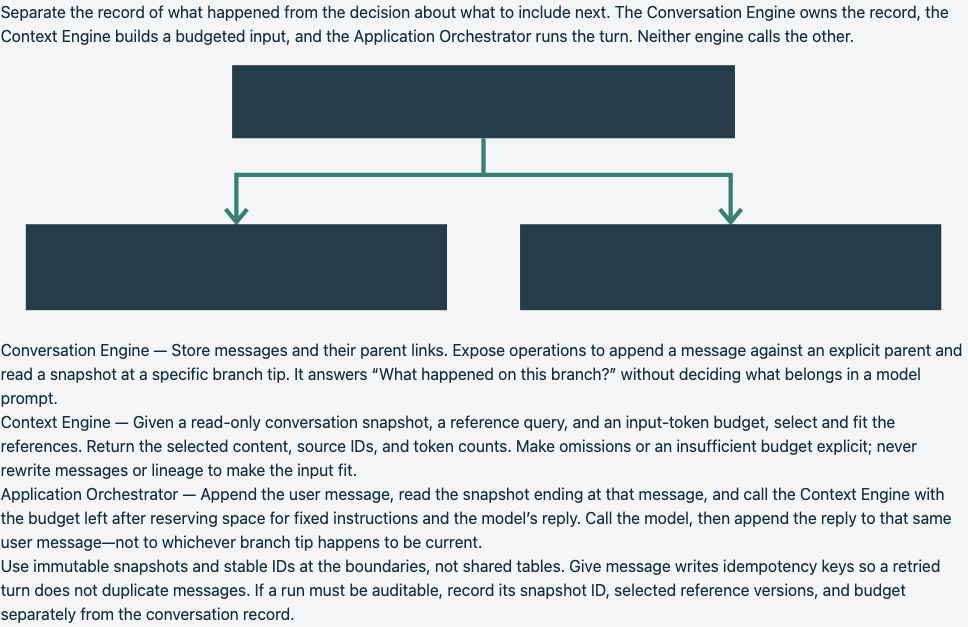 Separate the record of what happened from the decision about what to include next. The Conversation Engine owns the record, the
Context Engine builds a budgeted input, and the Application Orchestrator runs the turn. Neither engine calls the other.
Conversation Engine — Store messages and their parent links. Expose operations to append a message against an explicit parent and
read a snapshot at a specific branch tip. It answers “What happened on this branch?” without deciding what belongs in a model
prompt.
Context Engine — Given a read-only conversation snapshot, a reference query, and an input-token budget, select and fit the
references. Return the selected content, source IDs, and token counts. Make omissions or an insufficient budget explicit; never
rewrite messages or lineage to make the input fit.
Application Orchestrator — Append the user message, read the snapshot ending at that message, and call the Context Engine with
the budget left after reserving space for fixed instructions and the model’s reply. Call the model, then append the reply to that same
user message—not to whichever branch tip happens to be current.
Use immutable snapshots and stable IDs at the boundaries, not shared tables. Give message writes idempotency keys so a retried
turn does not duplicate messages. If a run must be auditable, record its snapshot ID, selected reference versions, and budget
separately from the conversation record.